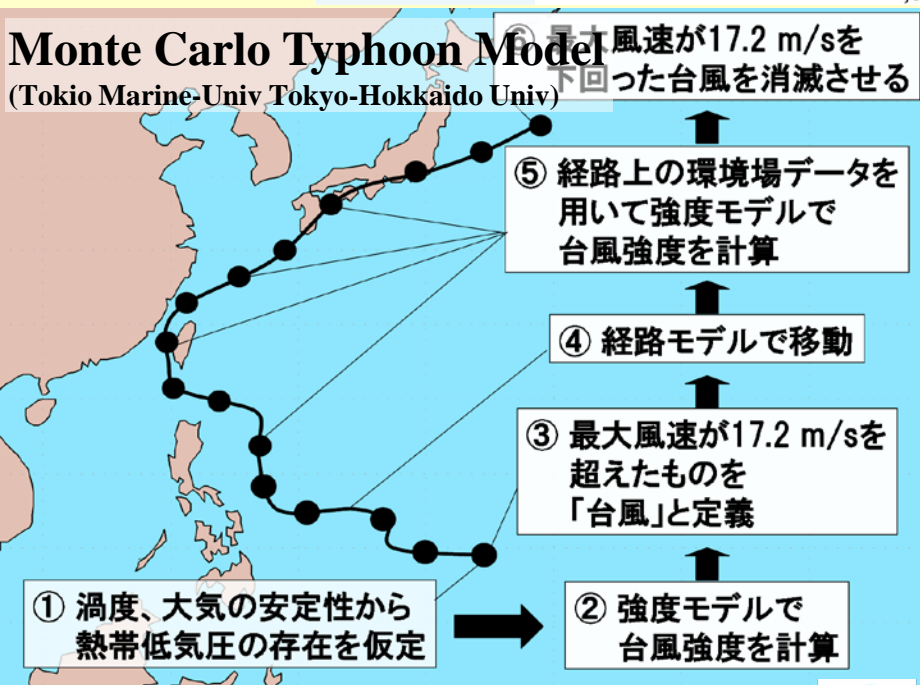 Monte Carlo Typhoon Model
(Tokio Marine-Univ Tokyo-Hokkaido Univ)
⑥ 最大風速が17.2 m/sを
下回った台風を消滅させる
⑤ 経路上の環境場データを
用いて強度モデルで
台風強度を計算
④ 経路モデルで移動
③ 最大風速が17.2 m/sを
超えたものを
「台風」と定義
① 渦度、大気の安定性から
熱帯低気圧の存在を仮定
② 強度モデルで
台風強度を計算